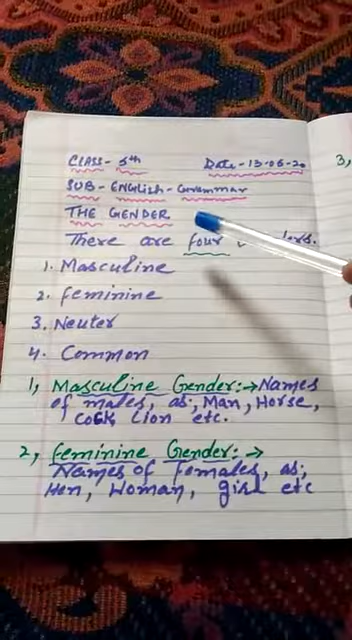 CLASS- 5th Date-13-06-20
SUB-ENGLISH-Grammar
THE GENDER
There are four
1. Masculine
2. feminine
3. Neuter
4. Common
1, Masculine Gender:→Names
of males, as; Man, Horse,
Cock, Lion etc.
2, feminine Gender:→
Names of females, as;
Hen, Woman, girl etc
3,